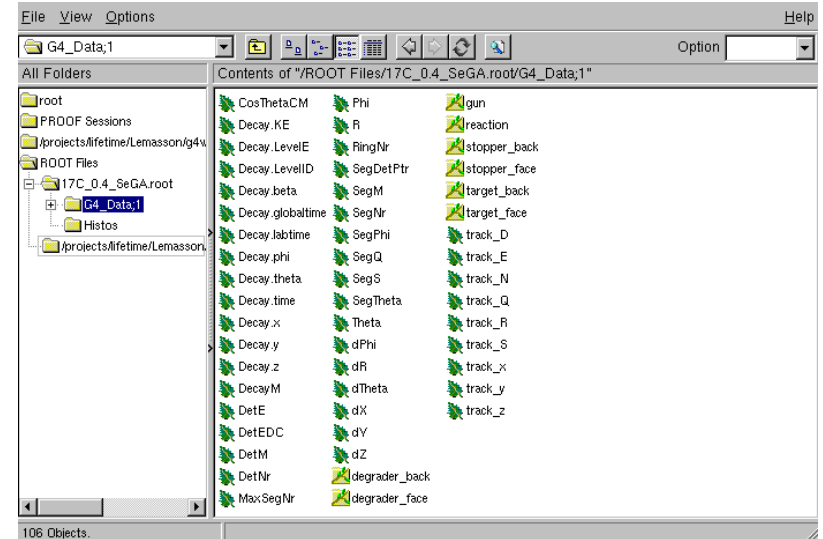 File View Options Help
G4_Data;1 Option
All Folders Contents of "/ROOT Files/17C_0.4_SeGA.root/G4_Data;1"
root
PROOF Sessions
/projects/lifetime/Lemasson/g4
ROOT Files
17C_0.4_SeGA.root
G4_Data;1
Histos
/projects/lifetime/Lemasson
CosThetaCM
Decay.KE
Decay.LevelE
Decay.LevelID
Decay.beta
Decay.globaltime
Decay.labtime
Decay.phi
Decay.theta
Decay.time
Decay.x
Decay.y
Decay.z
DecayM
DetE
DetEDC
DetM
DetNr
MaxSegNr
Phi
R
RingNr
SegDetPtr
SegM
SegNr
SegPhi
SegQ
SegS
SegTheta
Theta
dPhi
dR
dTheta
dX
dY
dZ
degrader_back
degrader_face
gun
reaction
stopper_back
stopper_face
target_back
target_face
track_D
track_E
track_N
track_Q
track_R
track_S
track_x
track_y
track_z
106 Objects.